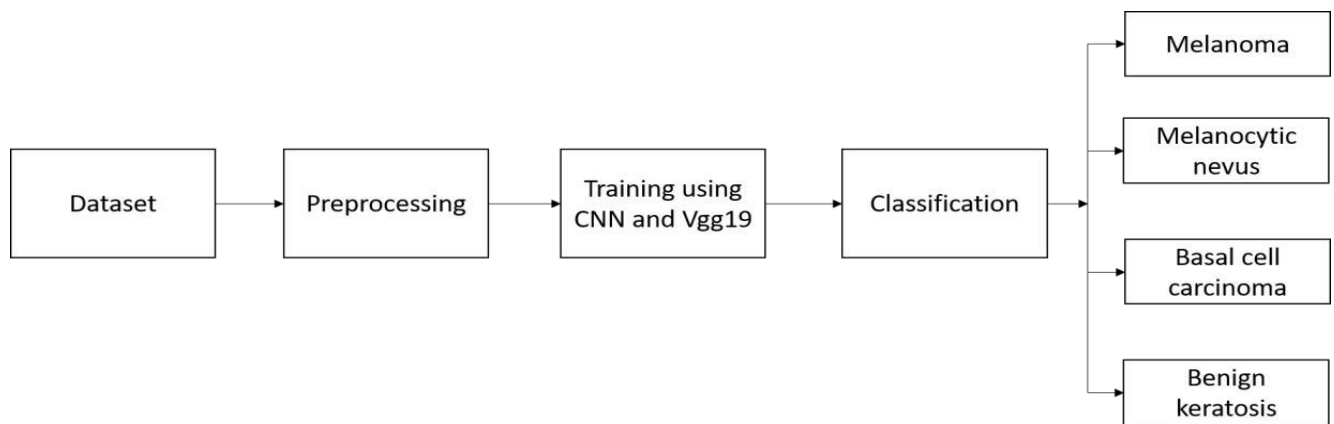 Dataset
Preprocessing
Training using
CNN and Vgg19
Classification
Melanoma
Melanocytic
nevus
Basal cell
carcinoma
Benign
keratosis